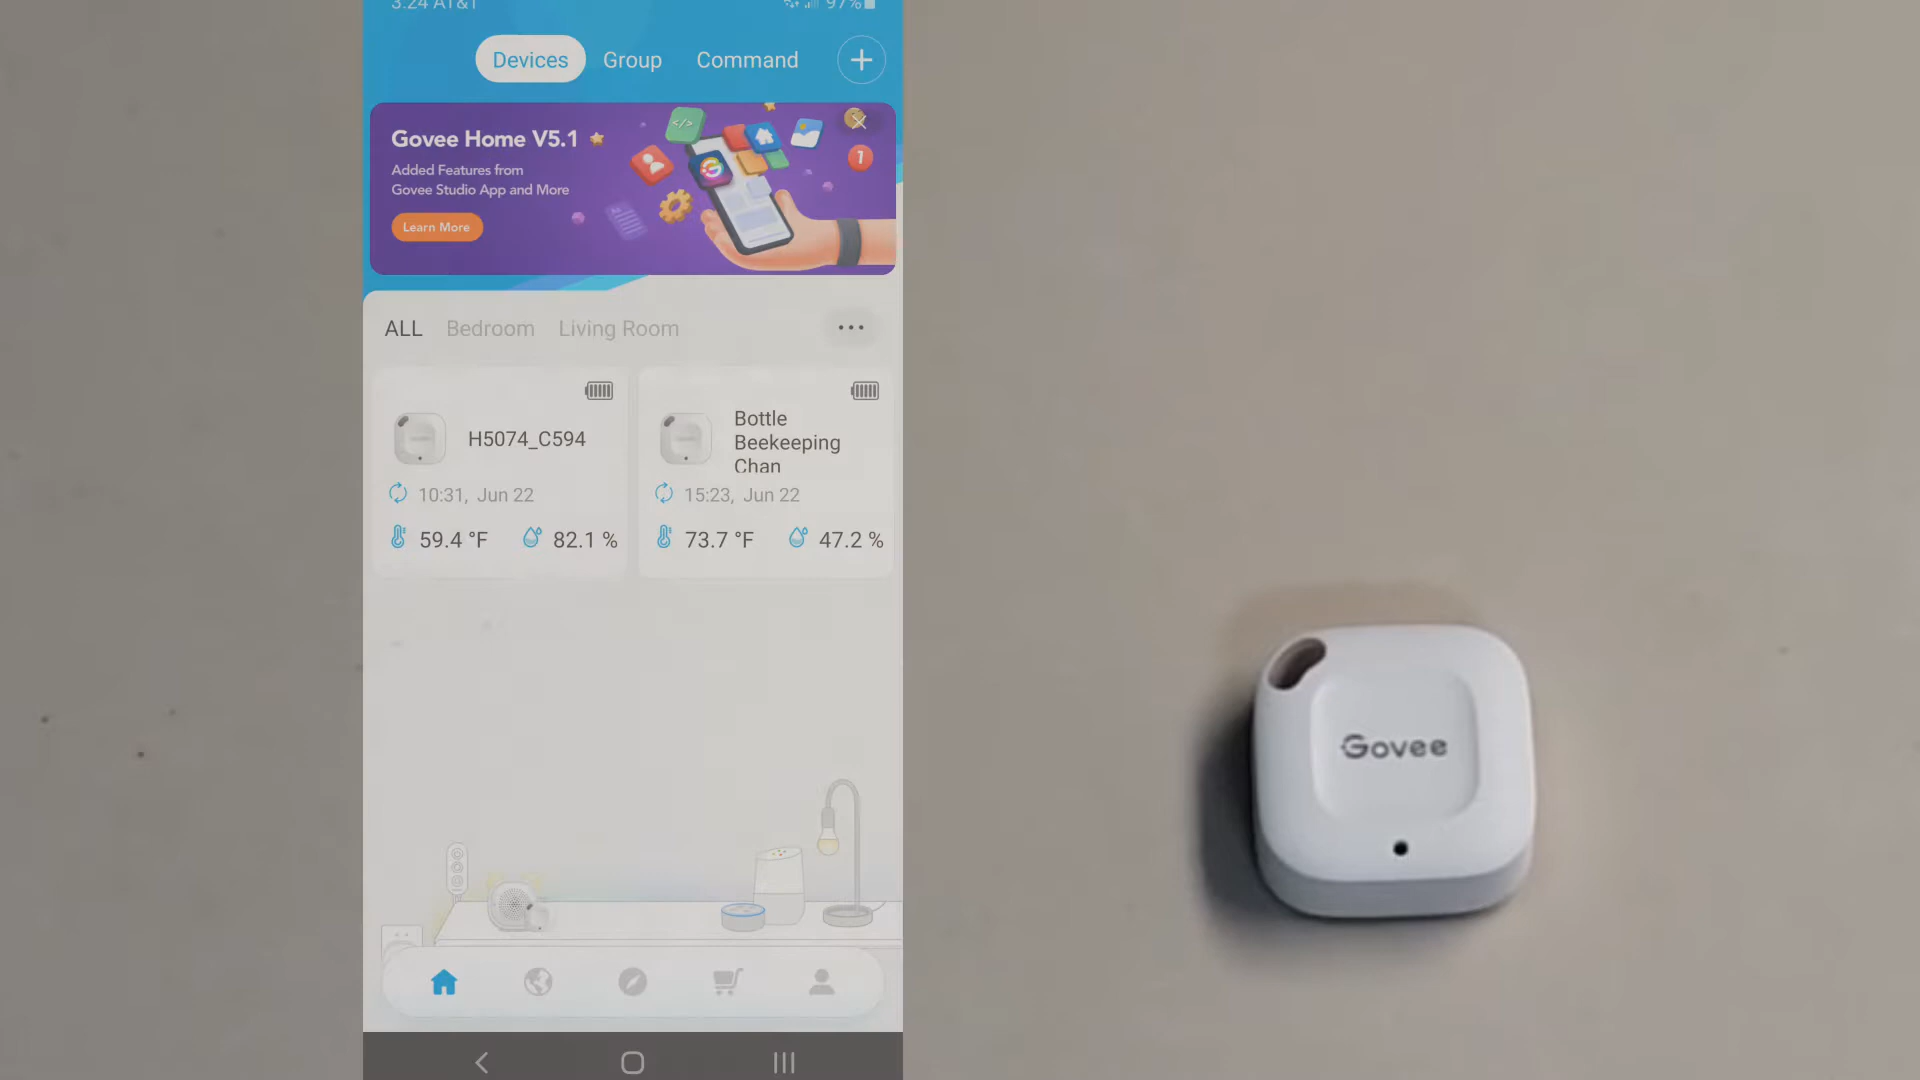 3:24 AT&T 97%
Devices Group Command
Govee Home V5.1
Added Features from
Govee Studio App and More
Learn More
ALL Bedroom Living Room
H5074_C594
10:31, Jun 22
59.4 °F 82.1 %
Bottle
Beekeeping
Chan
15:23, Jun 22
73.7 °F 47.2 %
Govee